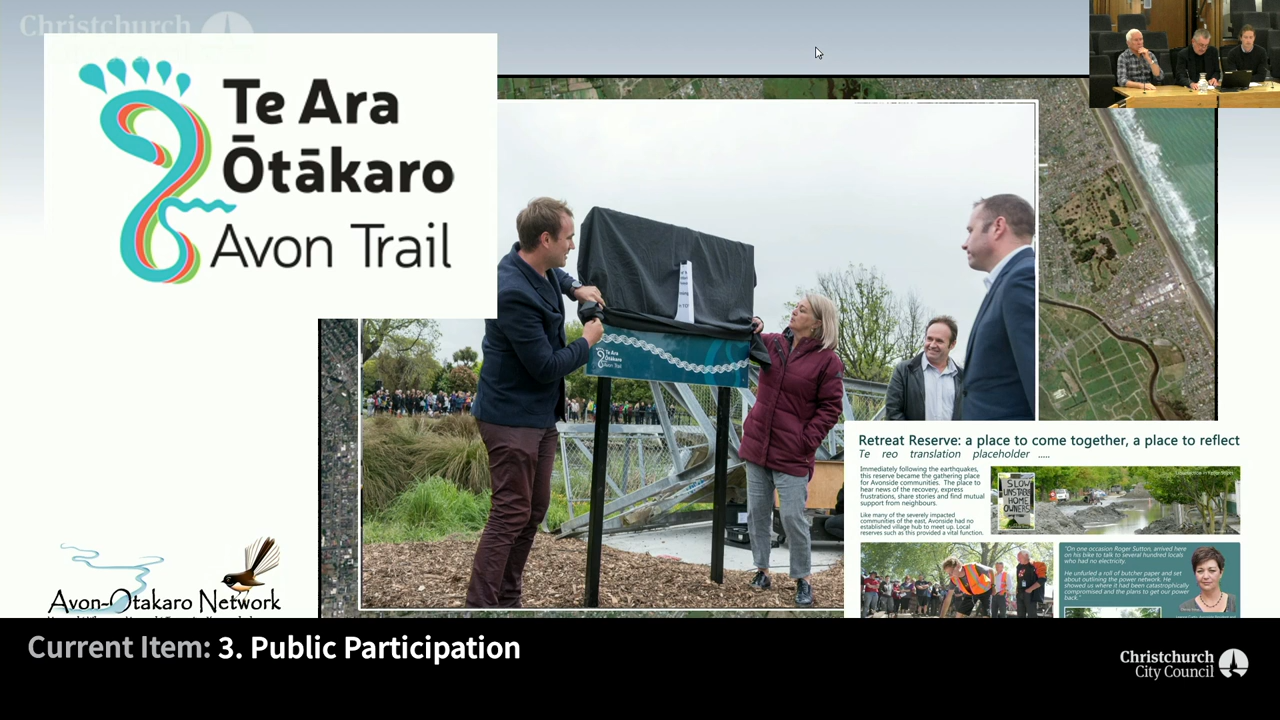 Christchurch
Te Ara
Ōtākaro
Avon Trail
Te Ara
Ōtākaro
Avon Trail
Retreat Reserve: a place to come together, a place to reflect
Te reo translation placeholder .....
Immediately following the earthquakes,
this reserve became the gathering place
for Avonside communities. The place to
hear news of the recovery, express
frustrations, share stories and find mutual
support from neighbours.
Like many of the severely impacted
communities of the east, Avonside had no
established village hub to meet up. Local
reserves such as this provided a vital function.
SLOW
UNSTABLE
HOME
OWNERS
"On one occasion Roger Sutton, arrived here
on his bike to talk to several hundred locals
who had no electricity.
He unfurled a roll of butcher paper and set
about outlining the power network. He
showed us where it had been catastrophically
compromised and the plans to get our power
back."
Avon-Otakaro Network
Current Item: 3. Public Participation
Christchurch
City Council